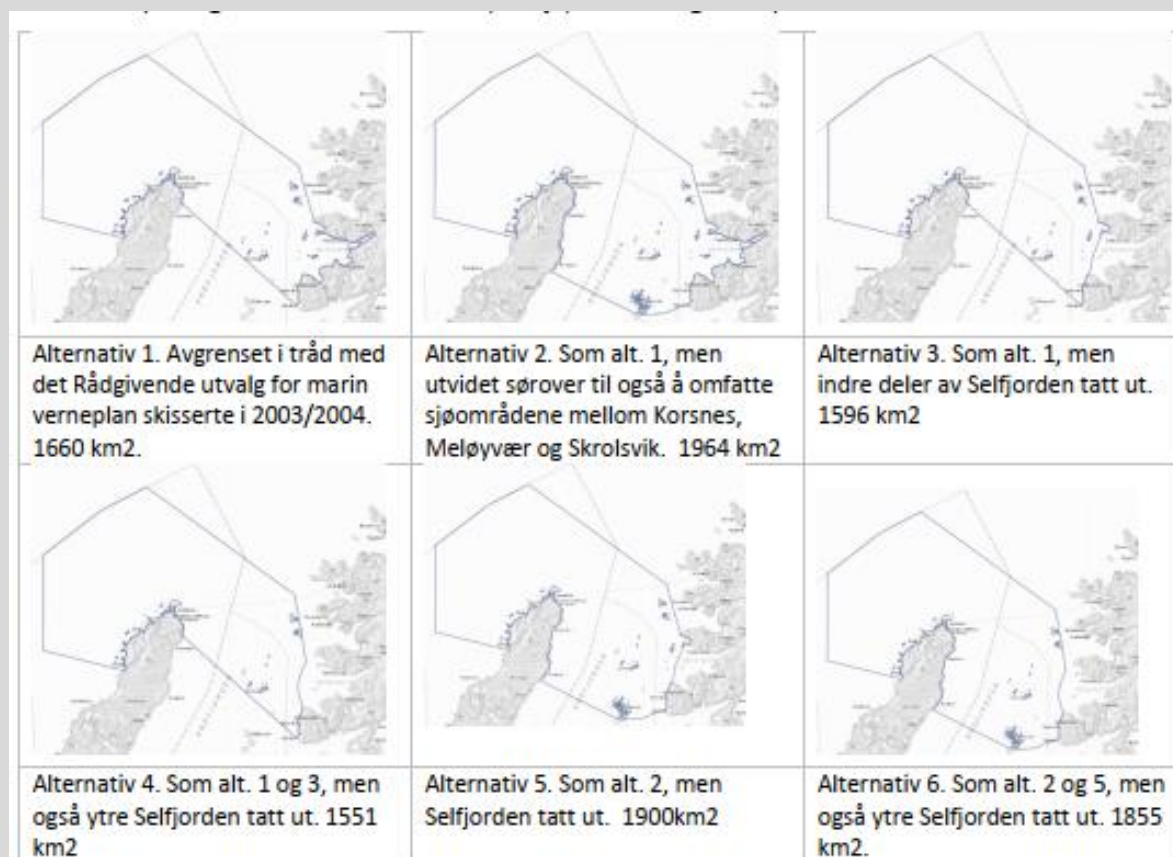 Alternativ 1. Avgrenset i tråd med
det Rådgivende utvalg for marin
verneplan skisserte i 2003/2004.
1660 km2.
Alternativ 2. Som alt. 1, men
utvidet sørover til også å omfatte
sjøområdene mellom Korsnes,
Meløyvær og Skrolsvik. 1964 km2
Alternativ 3. Som alt. 1, men
indre deler av Selfjorden tatt ut.
1596 km2
Alternativ 4. Som alt. 1 og 3, men
også ytre Selfjorden tatt ut. 1551
km2
Alternativ 5. Som alt. 2, men
Selfjorden tatt ut. 1900km2
Alternativ 6. Som alt. 2 og 5, men
også ytre Selfjorden tatt ut. 1855
km2.